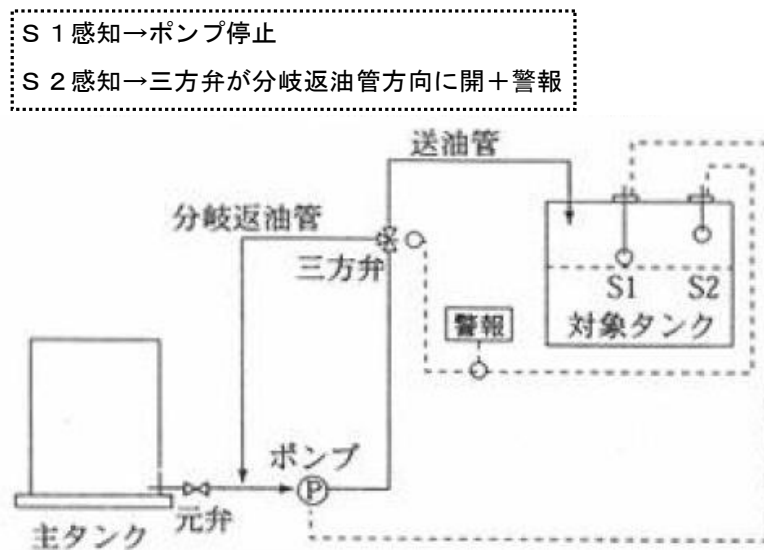 S1感知→ポンプ停止
S2感知→三方弁が分岐返油管方向に開+警報
送油管
分岐返油管
三方弁
S1
S2
警報
対象タンク
ポンプ
P
元弁
主タンク